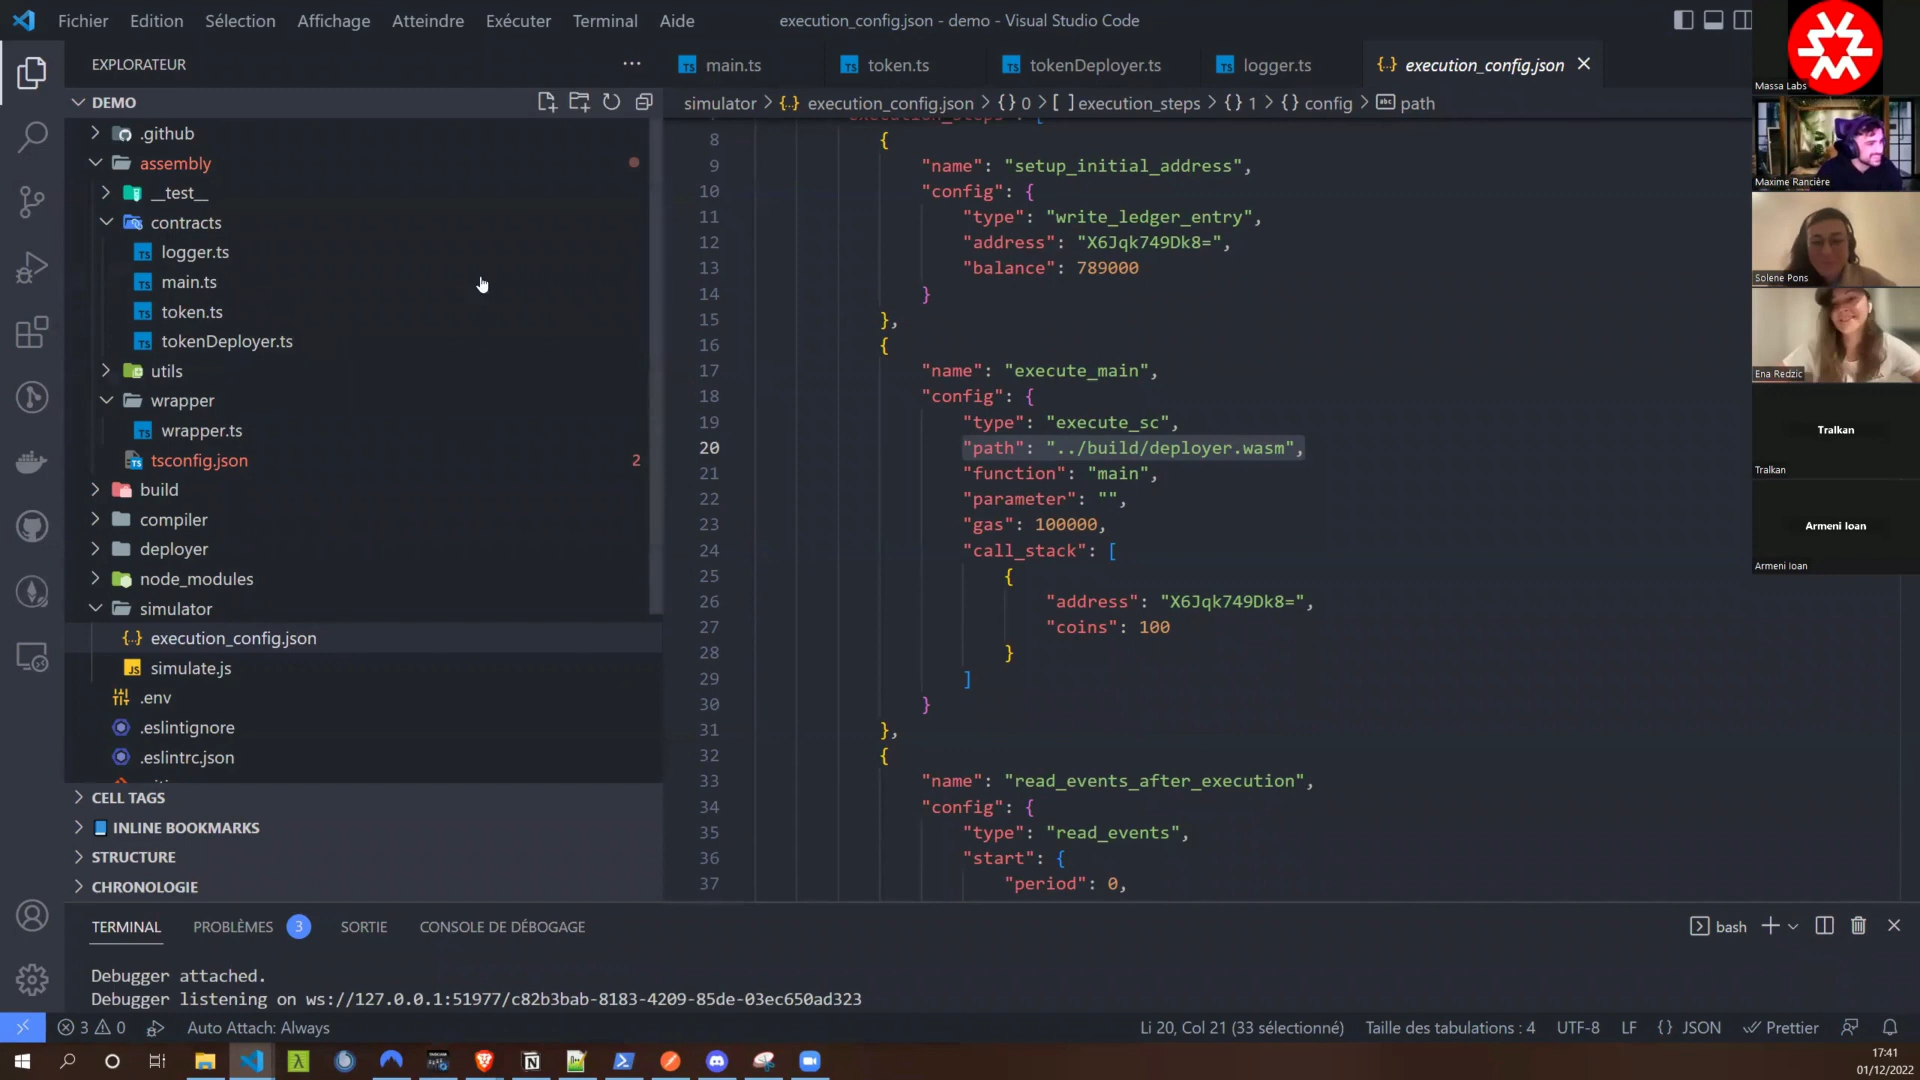 Fichier Edition Sélection Affichage Atteindre Exécuter Terminal Aide
execution_config.json - demo - Visual Studio Code
EXPLORATEUR
DEMO
.github
assembly
__test__
contracts
logger.ts
main.ts
token.ts
tokenDeployer.ts
utils
wrapper
wrapper.ts
tsconfig.json 2
build
compiler
deployer
node_modules
simulator
execution_config.json
simulate.js
.env
.eslintignore
.eslintrc.json
CELL TAGS
INLINE BOOKMARKS
STRUCTURE
CHRONOLOGIE
main.ts token.ts tokenDeployer.ts logger.ts execution_config.json
simulator > execution_config.json > {} 0 > [ ] execution_steps > {} 1 > {} config > path
8 {
9 "name": "setup_initial_address",
10 "config": {
11 "type": "write_ledger_entry",
12 "address": "X6Jqk749Dk8=",
13 "balance": 789000
14 }
15 },
16 {
17 "name": "execute_main",
18 "config": {
19 "type": "execute_sc",
20 "path": "../build/deployer.wasm",
21 "function": "main",
22 "parameter": "",
23 "gas": 100000,
24 "call_stack": [
25 {
26 "address": "X6Jqk749Dk8=",
27 "coins": 100
28 }
29 ]
30 }
31 },
32 {
33 "name": "read_events_after_execution",
34 "config": {
35 "type": "read_events",
36 "start": {
37 "period": 0,
Massa Labs
Maxime Rancière
Solene Pons
Ena Redzic
Tralkan
Tralkan
Armeni Ioan
Armeni Ioan
TERMINAL PROBLÈMES 3 SORTIE CONSOLE DE DÉBOGAGE
bash
Debugger attached.
Debugger listening on ws://127.0.0.1:51977/c82b3bab-8183-4209-85de-03ec650ad323
3 0 Auto Attach: Always
Li 20, Col 21 (33 sélectionné) Taille des tabulations : 4 UTF-8 LF {} JSON Prettier
17:41
01/12/2022